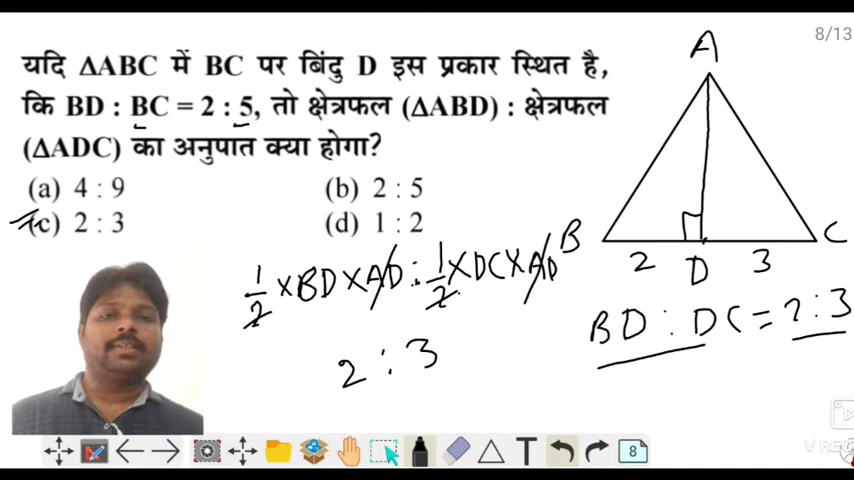 8/13
यदि ΔABC में BC पर बिंदु D इस प्रकार स्थित है,
कि BD : BC = 2 : 5, तो क्षेत्रफल (ΔABD) : क्षेत्रफल
(ΔADC) का अनुपात क्या होगा?
(a) 4 : 9 (b) 2 : 5
(c) 2 : 3 (d) 1 : 2
A
B
C
2 D 3
1/2 × BD × AD : 1/2 × DC × AD
2 : 3
BD : DC = 2 : 3
T
8